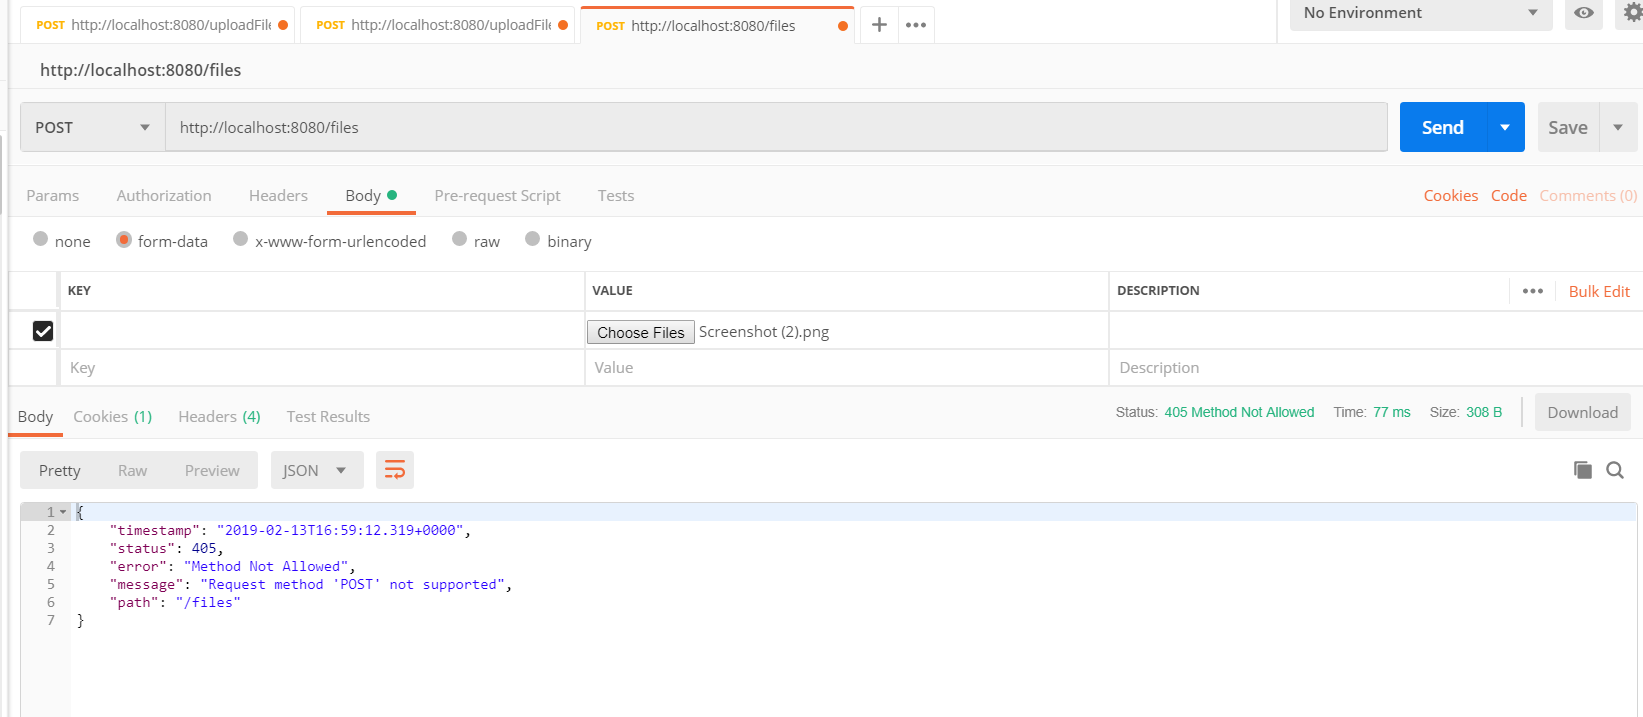 POST http://localhost:8080/uploadFil POST http://localhost:8080/uploadFile POST http://localhost:8080/files + ••• No Environment
http://localhost:8080/files
POST http://localhost:8080/files Send Save
Params Authorization Headers Body Pre-request Script Tests Cookies Code Comments (0)
none form-data x-www-form-urlencoded raw binary
KEY VALUE DESCRIPTION ••• Bulk Edit
Choose Files Screenshot (2).png
Key Value Description
Body Cookies (1) Headers (4) Test Results Status: 405 Method Not Allowed Time: 77 ms Size: 308 B Download
Pretty Raw Preview JSON
1 {
2 "timestamp": "2019-02-13T16:59:12.319+0000",
3 "status": 405,
4 "error": "Method Not Allowed",
5 "message": "Request method 'POST' not supported",
6 "path": "/files"
7 }